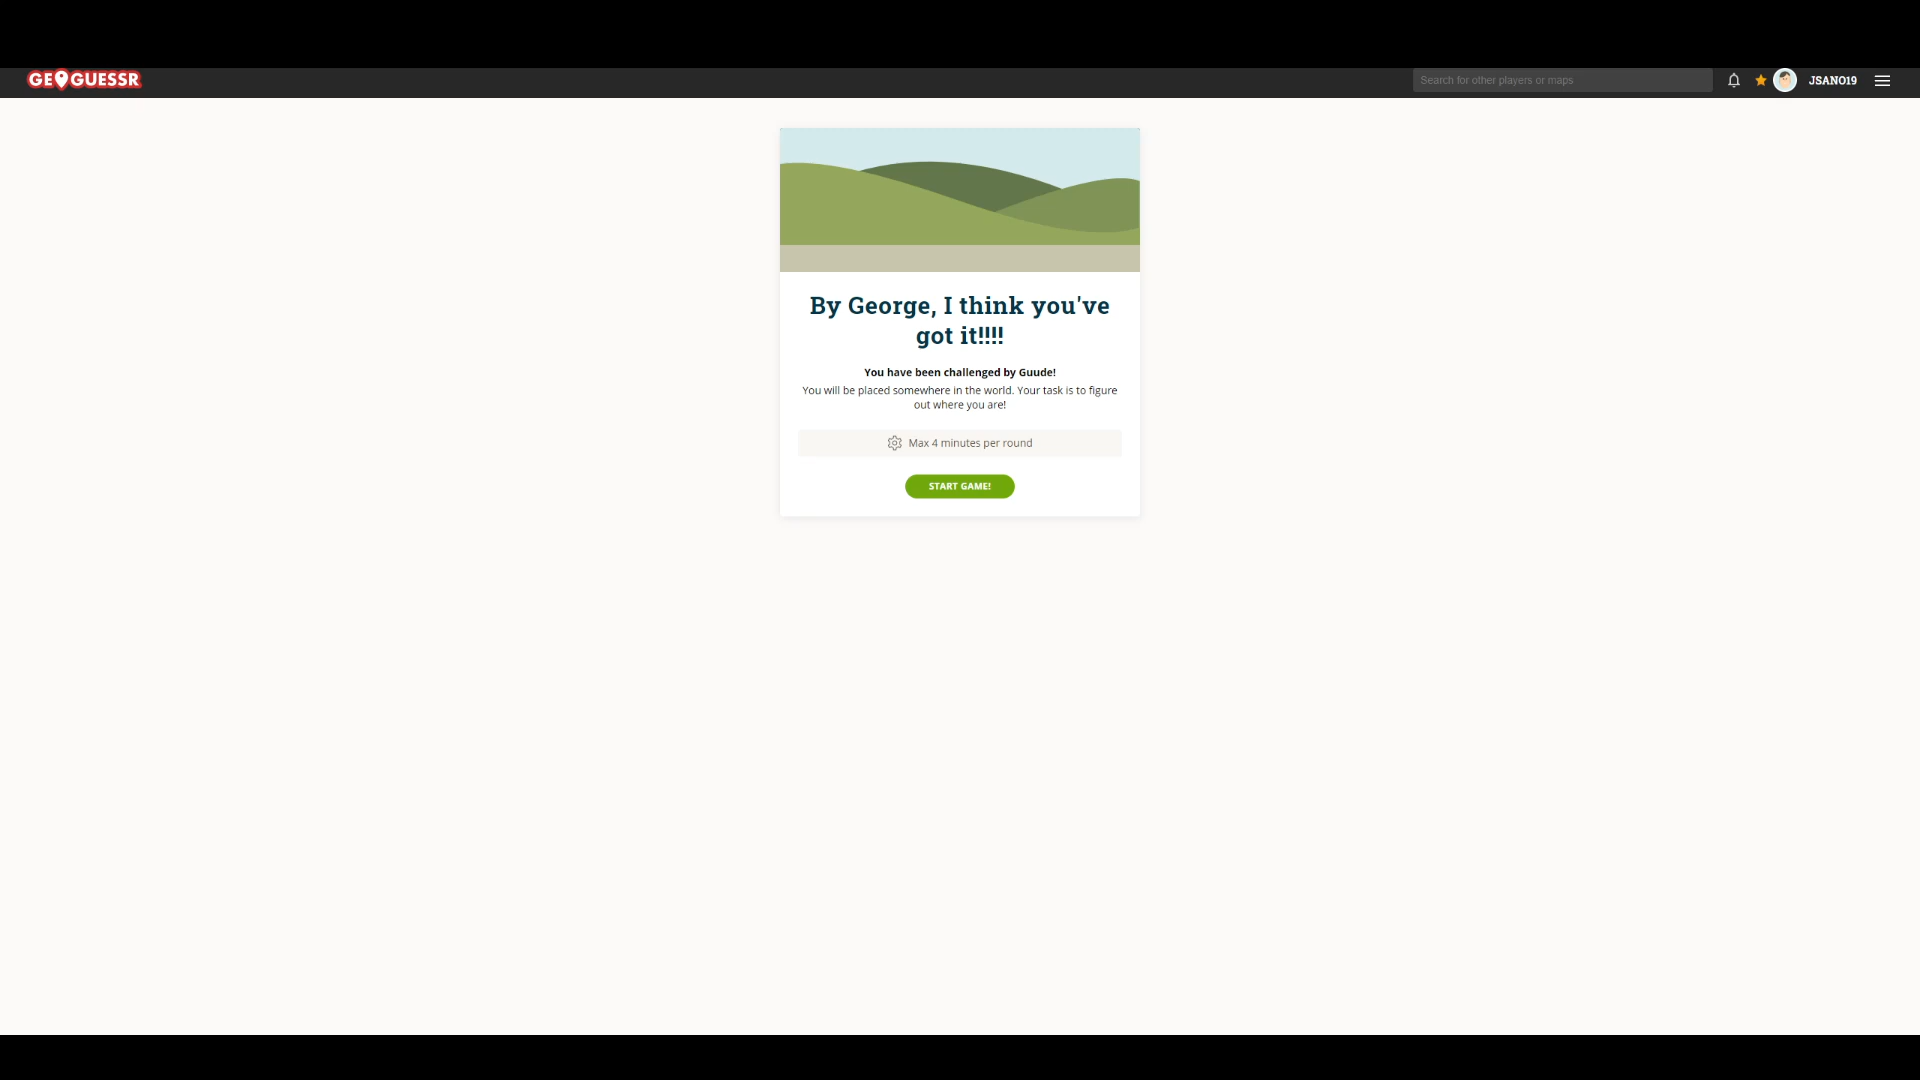 GEOGUESSR
Search for other players or maps
JSANO19
By George, I think you've
got it!!!!
You have been challenged by Guude!
You will be placed somewhere in the world. Your task is to figure
out where you are!
Max 4 minutes per round
START GAME!